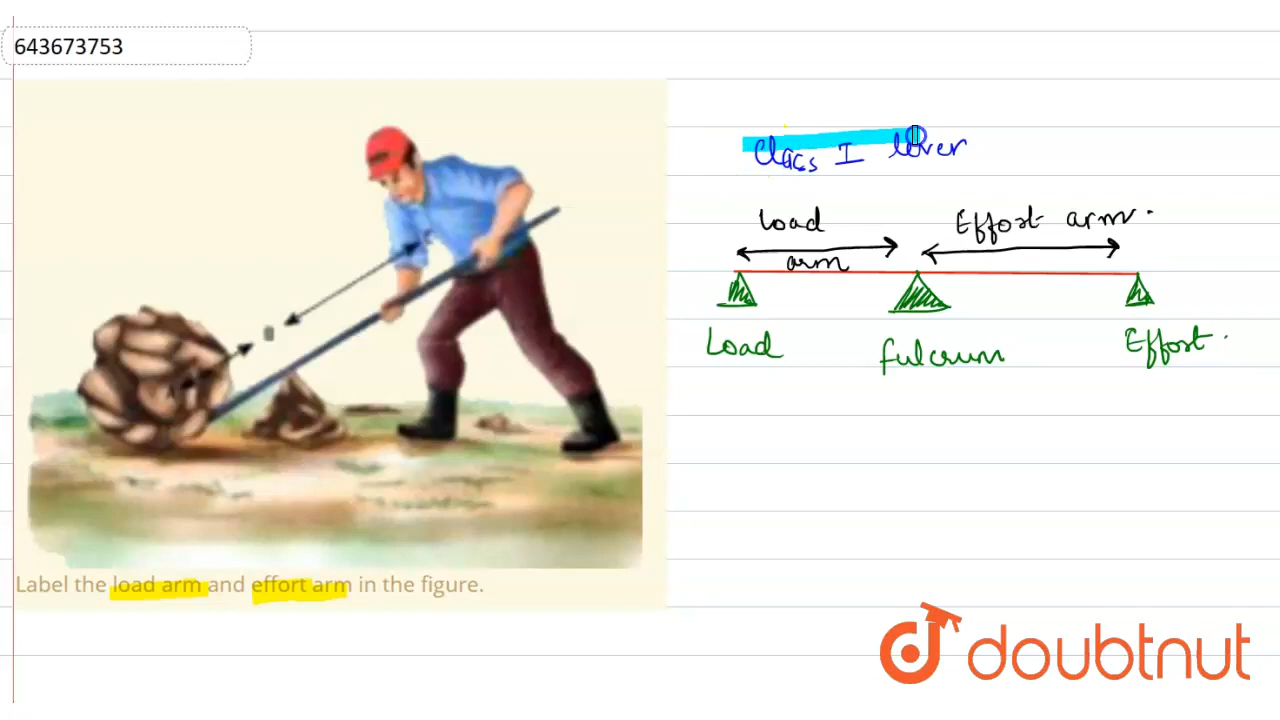 643673753
Class I lever
Load Effort arm.
arm
Load fulcrum Effort.
Label the load arm and effort arm in the figure.
doubtnut